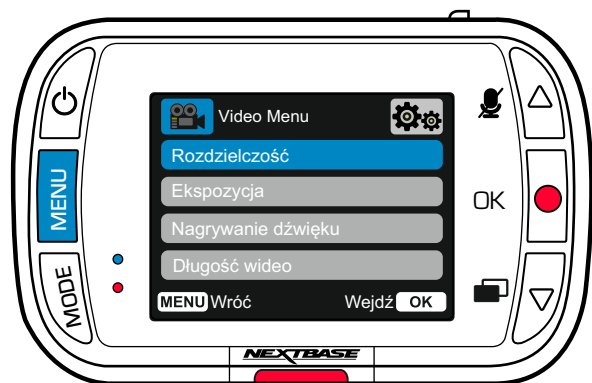 Video Menu
Rozdzielczość
Ekspozycja
Nagrywanie dźwięku
Długość wideo
MENU Wróć Wejdź OK
MENU
MODE
OK
NEXTBASE